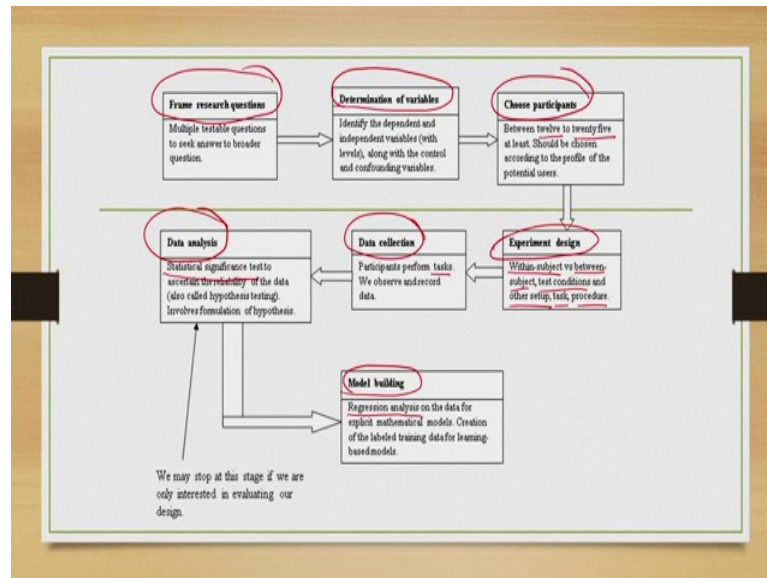 Frame research questions
Multiple testable questions
to seek answer to broader
question.
Determination of variables
Identify the dependent and
independent variables (with
levels), along with the control
and confounding variables.
Choose participants
Between twelve to twenty five
at least. Should be chosen
according to the profile of the
potential users.
Experiment design
Within-subject vs between-
subject, test conditions and
other setup, task, procedure.
Data collection
Participants perform tasks.
We observe and record
data.
Data analysis
Statistical significance test to
ascertain the reliability of the data
(also called hypothesis testing).
Involves formulation of hypothesis.
Model building
Regression analysis on the data for
explicit mathematical models. Creation
of the labeled training data for learning-
based models.
We may stop at this stage if we are
only interested in evaluating our
design.